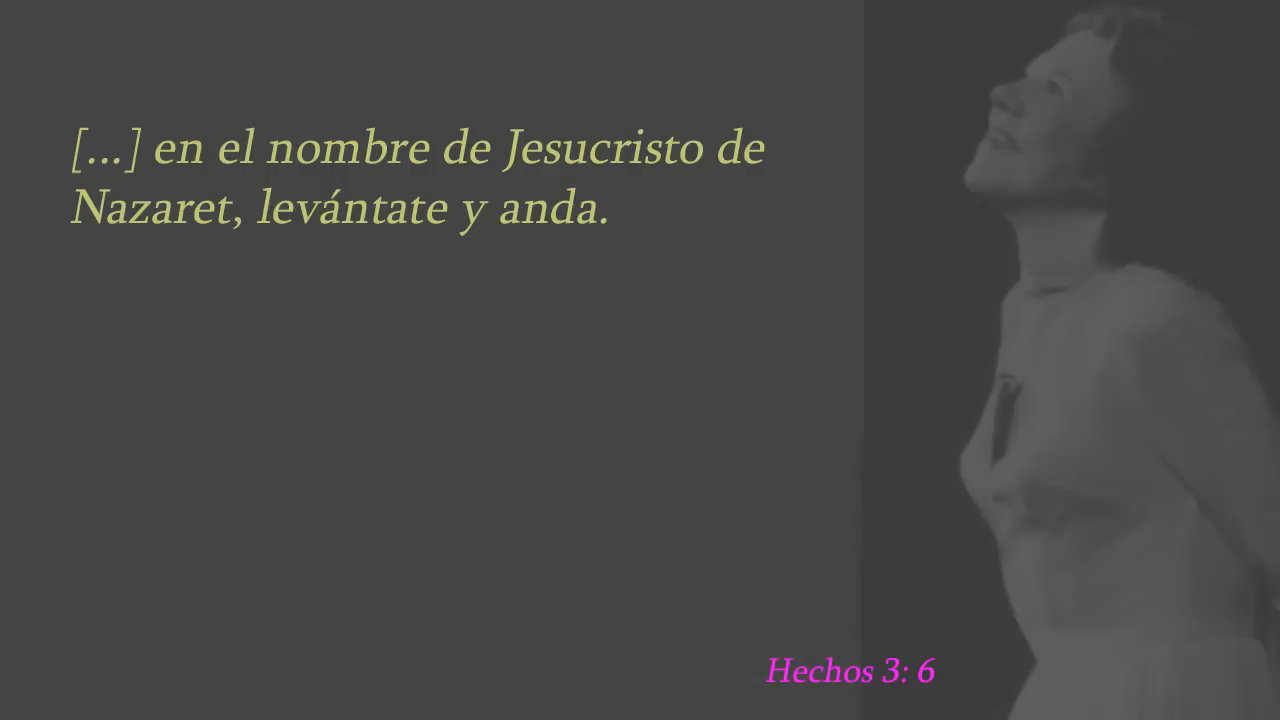 [...] en el nombre de Jesucristo de
Nazaret, levántate y anda.
Hechos 3: 6